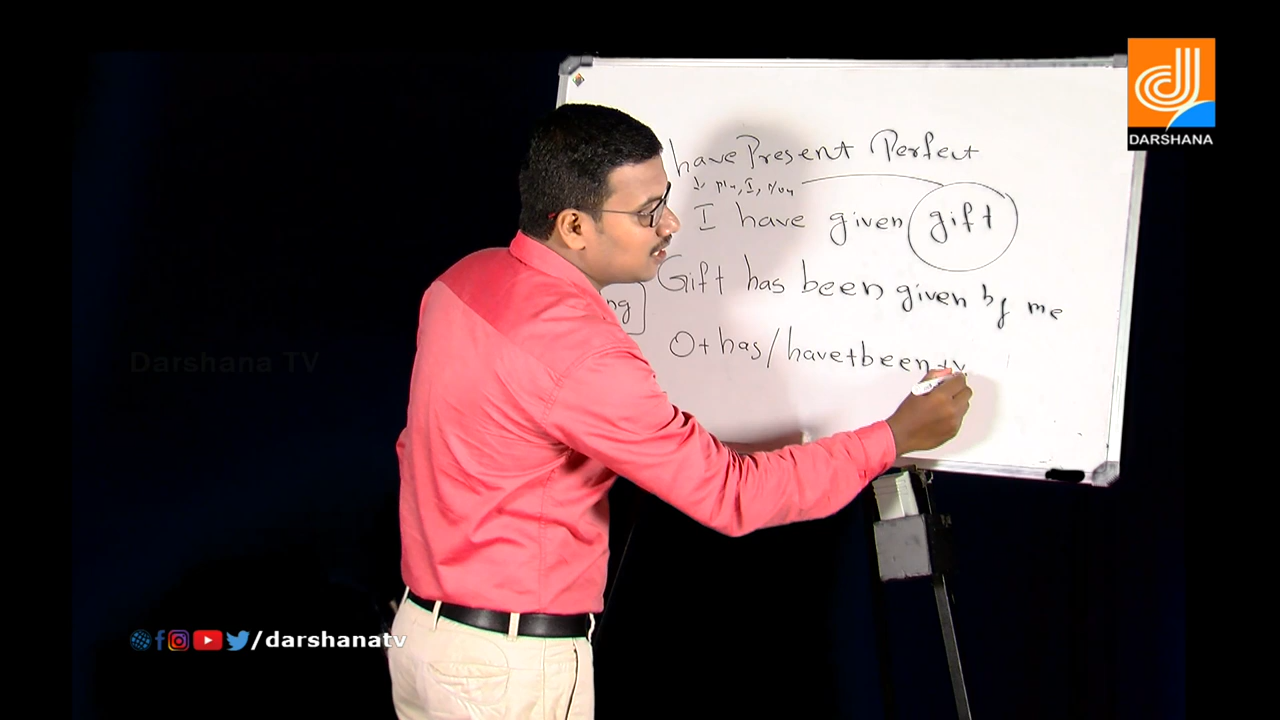 DARSHANA
have Present Perfect
I have given gift
Gift has been given by me
ng
O+has/have+been+v
Darshana TV
/darshanatv